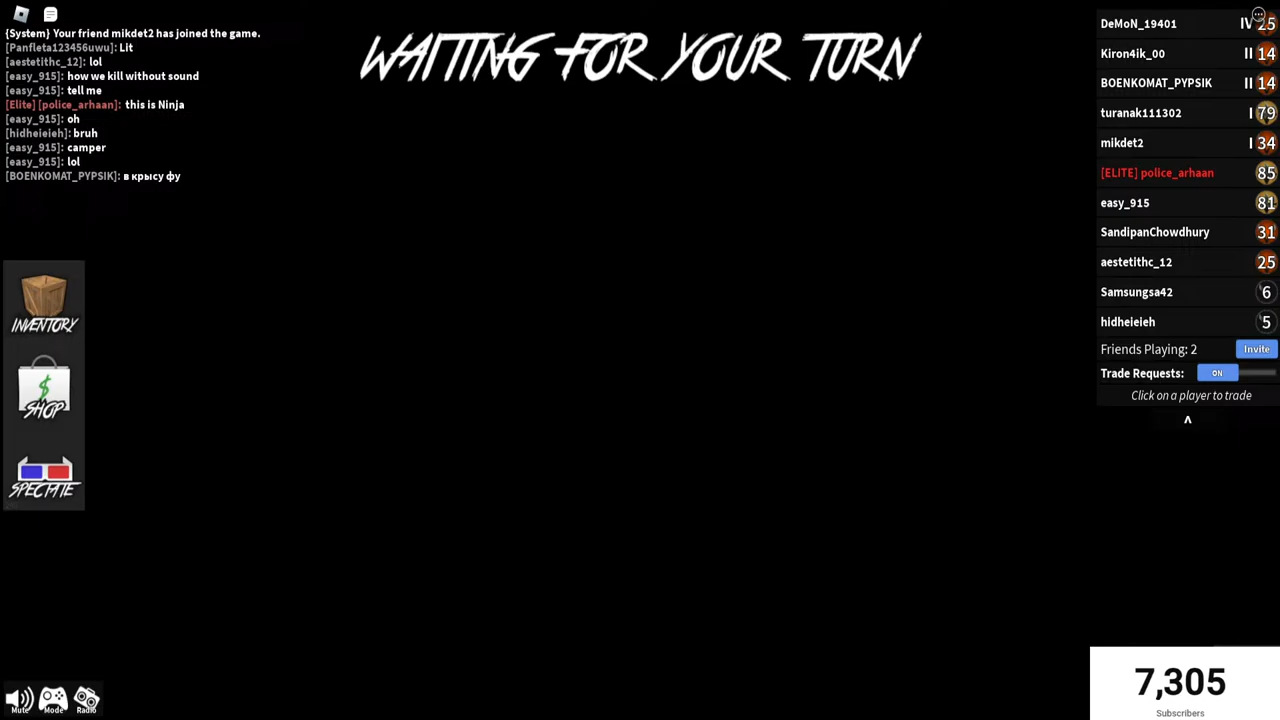 {System} Your friend mikdet2 has joined the game.
[Panfleta123456uwu]: Lit
[aestetithc_12]: lol
[easy_915]: how we kill without sound
[easy_915]: tell me
[Elite] [police_arhaan]: this is Ninja
[easy_915]: oh
[hidheieieh]: bruh
[easy_915]: camper
[easy_915]: lol
[BOENKOMAT_PYPSIK]: в крысу фу
WAITING FOR YOUR TURN
INVENTORY
$
SHOP
SPECTATE
Mute
Mode
Radio
DeMoN_19401 IV 25
Kiron4ik_00 II 14
BOENKOMAT_PYPSIK II 14
turanak111302 I 79
mikdet2 I 34
[ELITE] police_arhaan 85
easy_915 81
SandipanChowdhury 31
aestetithc_12 25
Samsungsa42 6
hidheieieh 5
Friends Playing: 2 Invite
Trade Requests: ON
Click on a player to trade
7,305
Subscribers